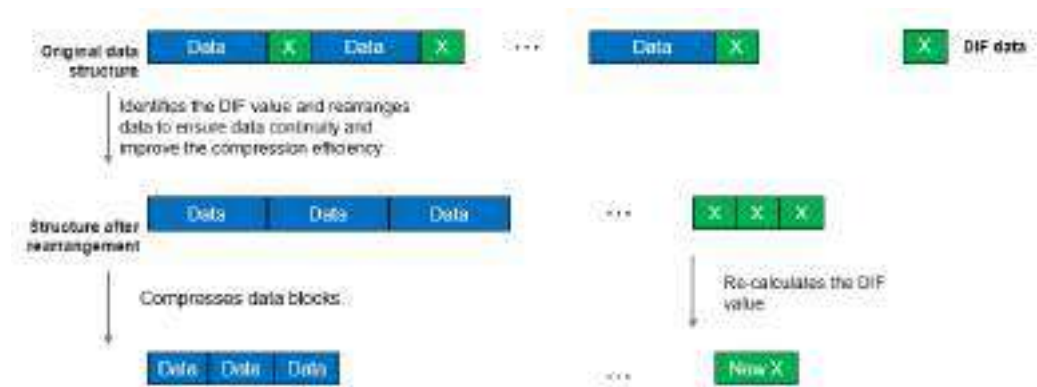 Original data structure
Data X Data X ... Data X
X DIF data
Identifies the DIF value and rearranges
data to ensure data continuity and
improve the compression efficiency
Structure after rearrangement
Data Data Data ... X X X
Compresses data blocks
Re-calculates the DIF
value
Data Data Data ... New X